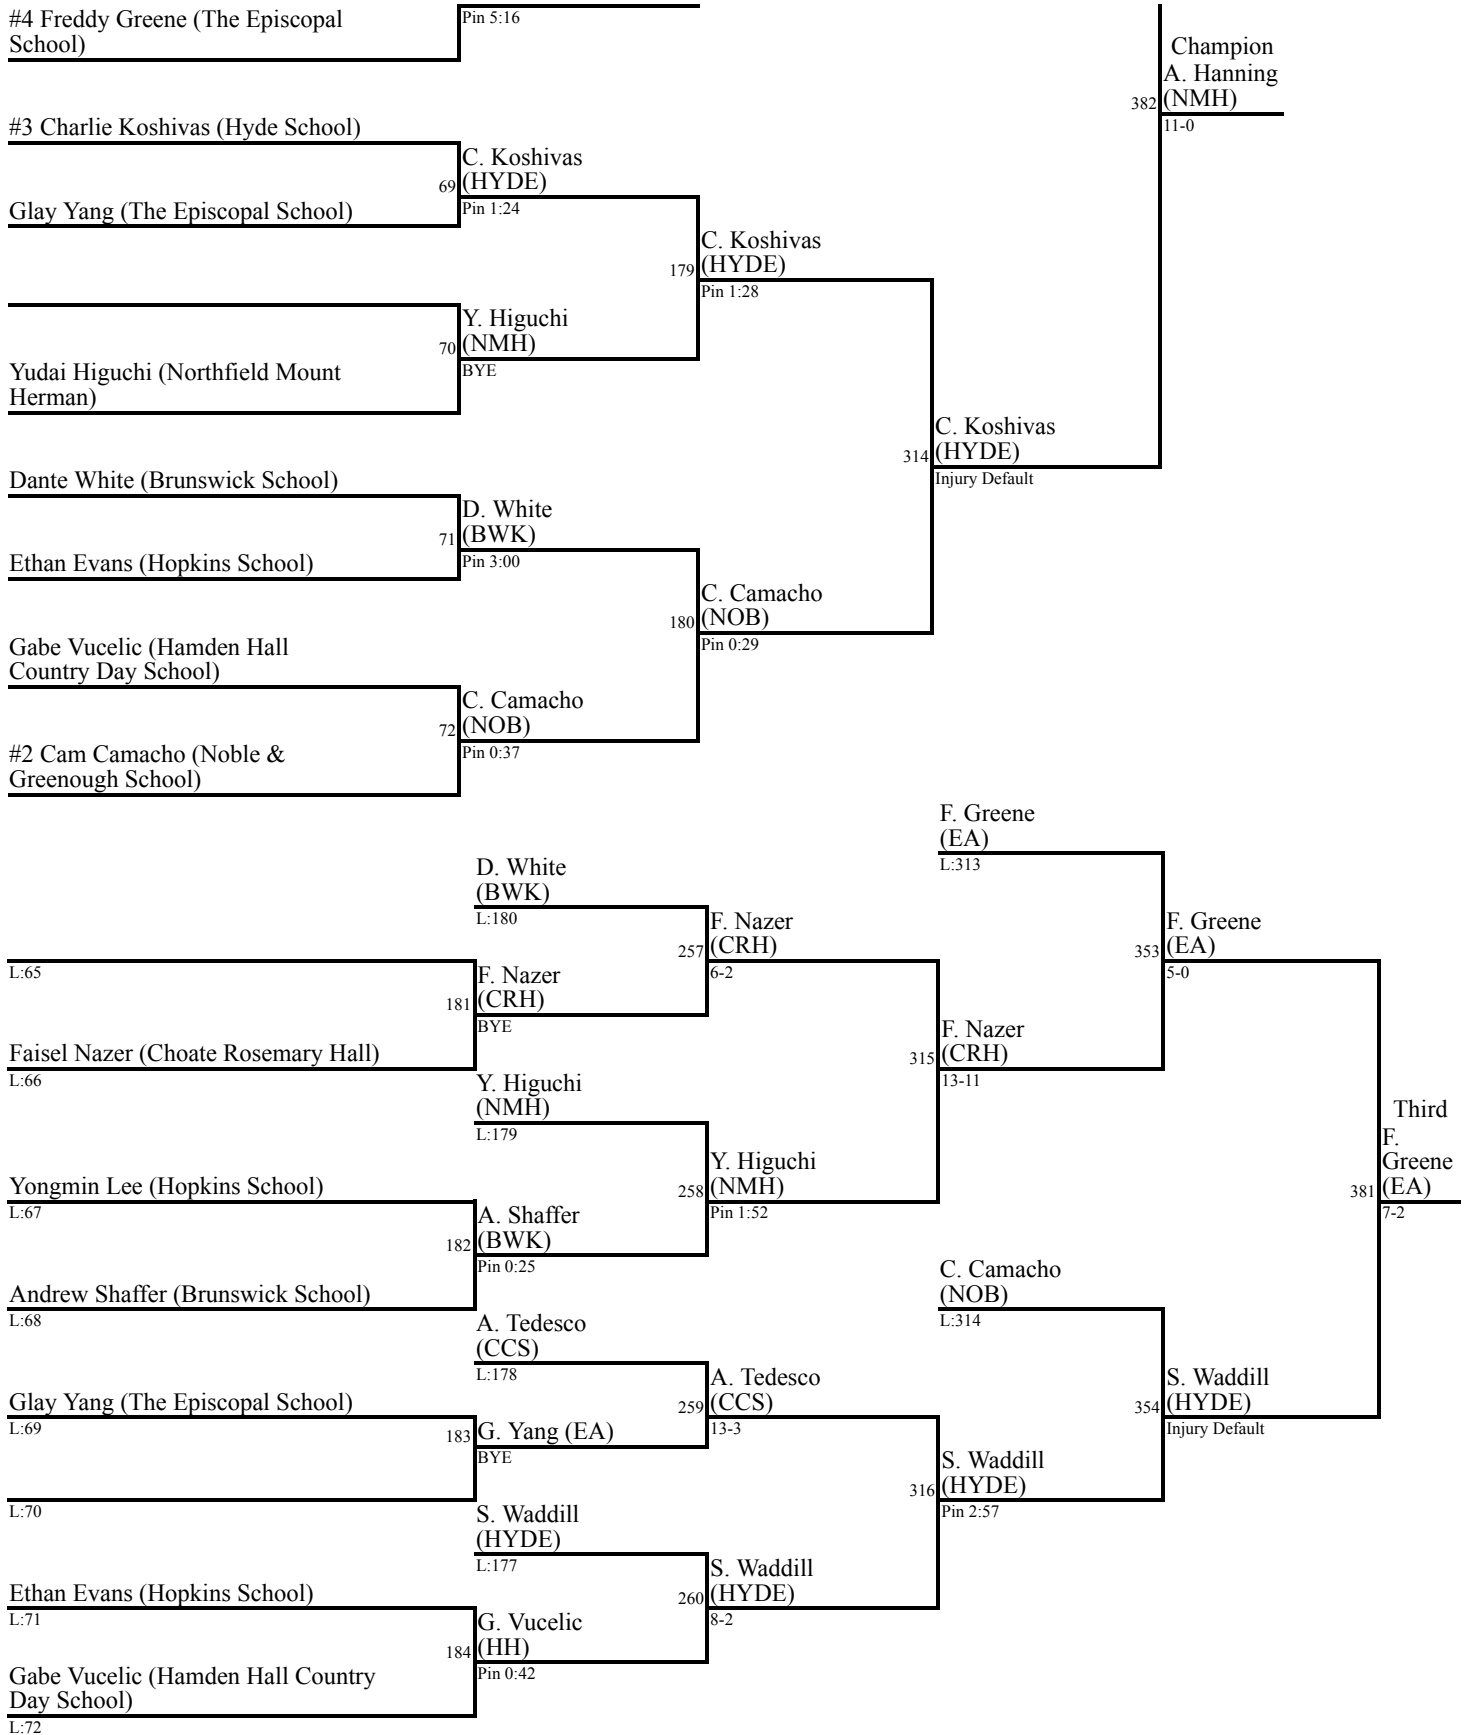 #4 Freddy Greene (The Episcopal
School)
Pin 5:16
Champion
A. Hanning
(NMH)
382
11-0
#3 Charlie Koshivas (Hyde School)
C. Koshivas
(HYDE)
69
Pin 1:24
Glay Yang (The Episcopal School)
C. Koshivas
(HYDE)
179
Pin 1:28
Y. Higuchi
(NMH)
70
BYE
Yudai Higuchi (Northfield Mount
Herman)
C. Koshivas
(HYDE)
314
Injury Default
Dante White (Brunswick School)
D. White
(BWK)
71
Pin 3:00
Ethan Evans (Hopkins School)
C. Camacho
(NOB)
180
Pin 0:29
Gabe Vucelic (Hamden Hall
Country Day School)
C. Camacho
(NOB)
72
Pin 0:37
#2 Cam Camacho (Noble &
Greenough School)
F. Greene
(EA)
L:313
D. White
(BWK)
L:180
F. Nazer
(CRH)
257
6-2
F. Greene
(EA)
353
5-0
L:65
F. Nazer
(CRH)
181
BYE
Faisel Nazer (Choate Rosemary Hall)
L:66
F. Nazer
(CRH)
315
13-11
Y. Higuchi
(NMH)
L:179
Third
F.
Greene
(EA)
381
7-2
Y. Higuchi
(NMH)
258
Pin 1:52
Yongmin Lee (Hopkins School)
L:67
A. Shaffer
(BWK)
182
Pin 0:25
Andrew Shaffer (Brunswick School)
L:68
C. Camacho
(NOB)
L:314
A. Tedesco
(CCS)
L:178
A. Tedesco
(CCS)
259
13-3
S. Waddill
(HYDE)
354
Injury Default
Glay Yang (The Episcopal School)
L:69
183
G. Yang (EA)
BYE
L:70
S. Waddill
(HYDE)
316
Pin 2:57
S. Waddill
(HYDE)
L:177
S. Waddill
(HYDE)
260
8-2
Ethan Evans (Hopkins School)
L:71
G. Vucelic
(HH)
184
Pin 0:42
Gabe Vucelic (Hamden Hall Country
Day School)
L:72